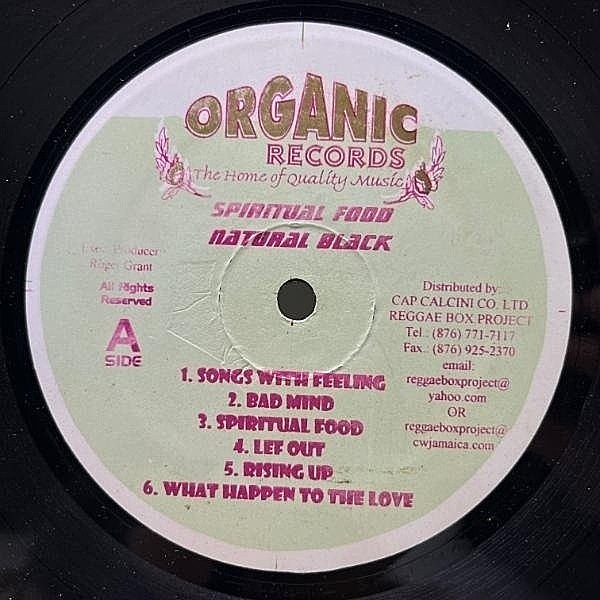 ORGANIC
RECORDS
The Home of Quality Music
SPIRITUAL FOOD
NATURAL BLACK
Exec. Producer
Roger Grant
All Rights
Reserved
A
SIDE
Distributed by:
CAP CALCINI CO. LTD
REGGAE BOX PROJECT
Tel.: (876) 771-7117
Fax.: (876) 925-2370
email:
reggaeboxproject@
yahoo.com
OR
reggaeboxproject@
cwjamaica.com
1. SONGS WITH FEELING
2. BAD MIND
3. SPIRITUAL FOOD
4. LEF OUT
5. RISING UP
6. WHAT HAPPEN TO THE LOVE